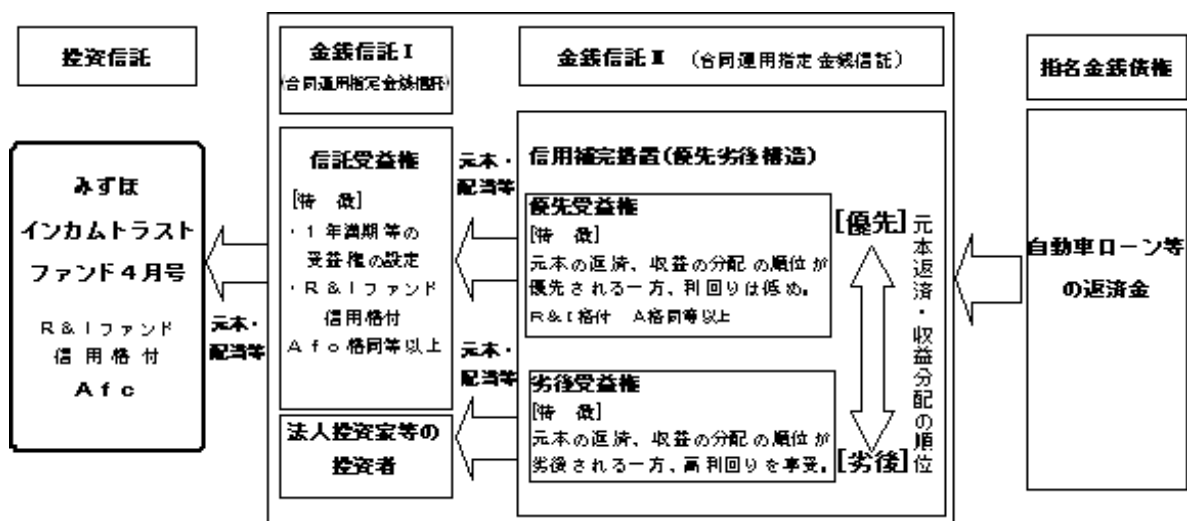 投資信託
みずほ
インカムトラスト
ファンド4月号
R&Iファンド
信用格付
Afc
元本・
配当等
金銭信託Ⅰ
(合同運用指定金銭信託)
信託受益権
[特 徴]
・1年満期等の
受益権の設定
・R&Iファンド
信用格付
Afc格同等以上
法人投資家等の
投資者
元本・
配当等
元本・
配当等
金銭信託Ⅱ (合同運用指定金銭信託)
信用補完措置(優先劣後構造)
優先受益権
[特 徴]
元本の返済、収益の分配の順位が
優先される一方、利回りは低め。
R&I格付 A格同等以上
劣後受益権
[特 徴]
元本の返済、収益の分配の順位が
劣後される一方、高利回りを享受。
[優先]
[劣後]
元本返済・収益分配の順位
指名金銭債権
自動車ローン等
の返済金